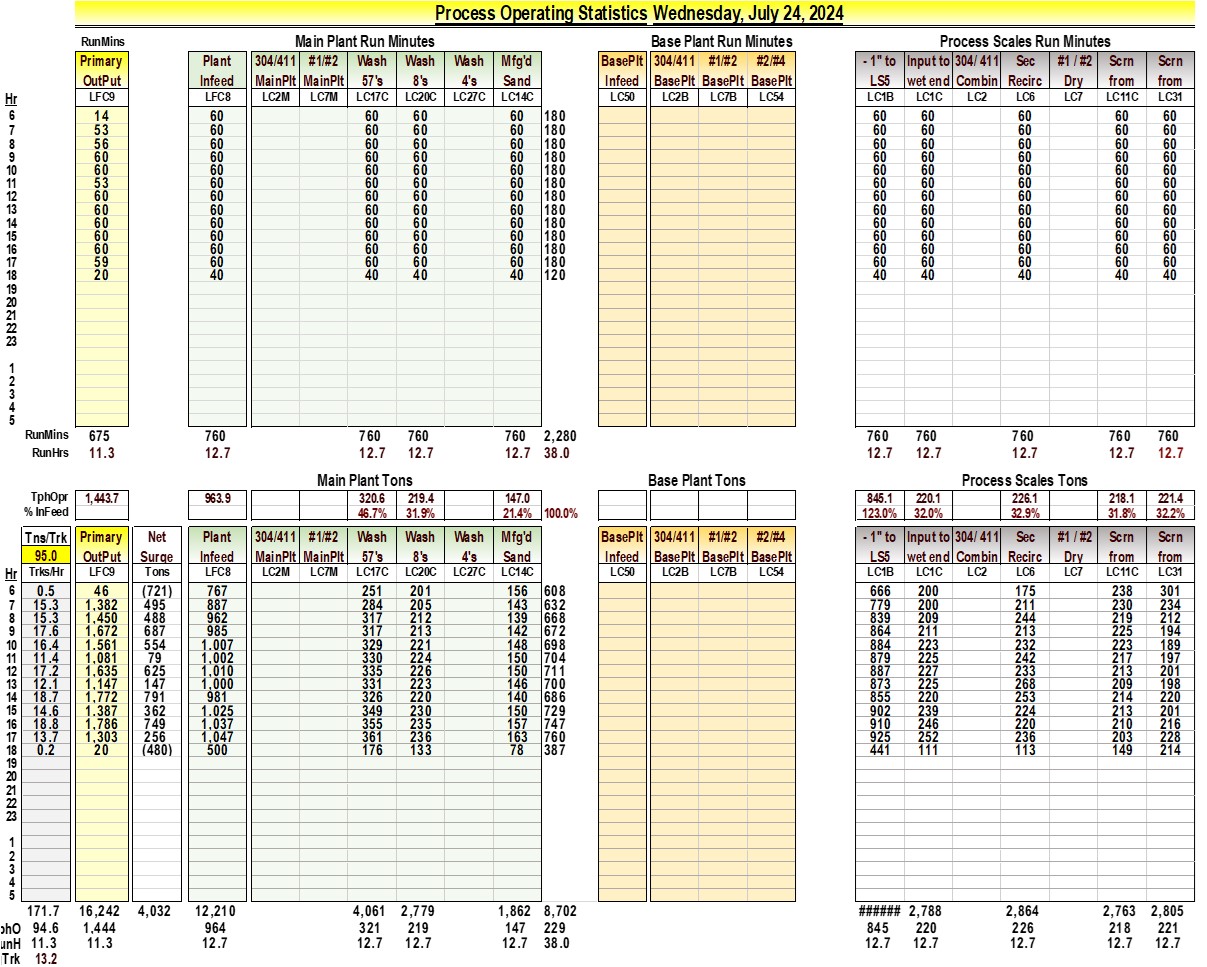 Process Operating Statistics Wednesday, July 24, 2024
RunMins Main Plant Run Minutes Base Plant Run Minutes Process Scales Run Minutes
Primary Plant 304/411 #1/#2 Wash Wash Wash Mfg'd BasePlt 304/411 #1/#2 #2/#4 - 1" to Input to 304/ 411 Sec #1 / #2 Scrn Scrn
OutPut Infeed MainPlt MainPlt 57's 8's 4's Sand Infeed BasePlt BasePlt BasePlt LS5 wet end Combin Recirc Dry from from
Hr LFC9 LFC8 LC2M LC7M LC17C LC20C LC27C LC14C LC50 LC2B LC7B LC54 LC1B LC1C LC2 LC6 LC7 LC11C LC31
6 14 60 60 60 60 180 60 60 60 60 60
7 53 60 60 60 60 180 60 60 60 60 60
8 56 60 60 60 60 180 60 60 60 60 60
9 60 60 60 60 60 180 60 60 60 60 60
10 60 60 60 60 60 180 60 60 60 60 60
11 53 60 60 60 60 180 60 60 60 60 60
12 60 60 60 60 60 180 60 60 60 60 60
13 60 60 60 60 60 180 60 60 60 60 60
14 60 60 60 60 60 180 60 60 60 60 60
15 60 60 60 60 60 180 60 60 60 60 60
16 60 60 60 60 60 180 60 60 60 60 60
17 59 60 60 60 60 180 60 60 60 60 60
18 20 40 40 40 40 120 40 40 40 40 40
19
20
21
22
23
1
2
3
4
5
RunMins 675 760 760 760 760 2,280 760 760 760 760 760
RunHrs 11.3 12.7 12.7 12.7 12.7 38.0 12.7 12.7 12.7 12.7 12.7
Main Plant Tons Base Plant Tons Process Scales Tons
TphOpr 1,443.7 963.9 320.6 219.4 147.0 845.1 220.1 226.1 218.1 221.4
% InFeed 46.7% 31.9% 21.4% 100.0% 123.0% 32.0% 32.9% 31.8% 32.2%
Tns/Trk Primary Net Plant 304/411 #1/#2 Wash Wash Wash Mfg'd BasePlt 304/411 #1/#2 #2/#4 - 1" to Input to 304/ 411 Sec #1 / #2 Scrn Scrn
95.0 OutPut Surge Infeed MainPlt MainPlt 57's 8's 4's Sand Infeed BasePlt BasePlt BasePlt LS5 wet end Combin Recirc Dry from from
Hr Trks/Hr LFC9 Tons LFC8 LC2M LC7M LC17C LC20C LC27C LC14C LC50 LC2B LC7B LC54 LC1B LC1C LC2 LC6 LC7 LC11C LC31
6 0.5 46 (721) 767 251 201 156 608 666 200 175 238 301
7 15.3 1,382 495 887 284 205 143 632 779 200 211 230 234
8 15.3 1,450 488 962 317 212 139 668 839 209 244 219 212
9 17.6 1,672 687 985 317 213 142 672 864 211 213 225 194
10 16.4 1,561 554 1,007 329 221 148 698 884 223 232 223 189
11 11.4 1,081 79 1,002 330 224 150 704 879 225 242 217 197
12 17.2 1,635 625 1,010 335 226 150 711 887 227 233 213 201
13 12.1 1,147 147 1,000 331 223 146 700 873 225 268 209 198
14 18.7 1,772 791 981 326 220 140 686 855 220 253 214 220
15 14.6 1,387 362 1,025 349 230 150 729 902 239 224 213 201
16 18.8 1,786 749 1,037 355 235 157 747 910 246 220 210 216
17 13.7 1,303 256 1,047 361 236 163 760 925 252 236 203 228
18 0.2 20 (480) 500 176 133 78 387 441 111 113 149 214
19
20
21
22
23
1
2
3
4
5
171.7 16,242 4,032 12,210 4,061 2,779 1,862 8,702 ###### 2,788 2,864 2,763 2,805
phO 94.6 1,444 964 321 219 147 229 845 220 226 218 221
unH 11.3 11.3 12.7 12.7 12.7 12.7 38.0 12.7 12.7 12.7 12.7 12.7
Trk 13.2